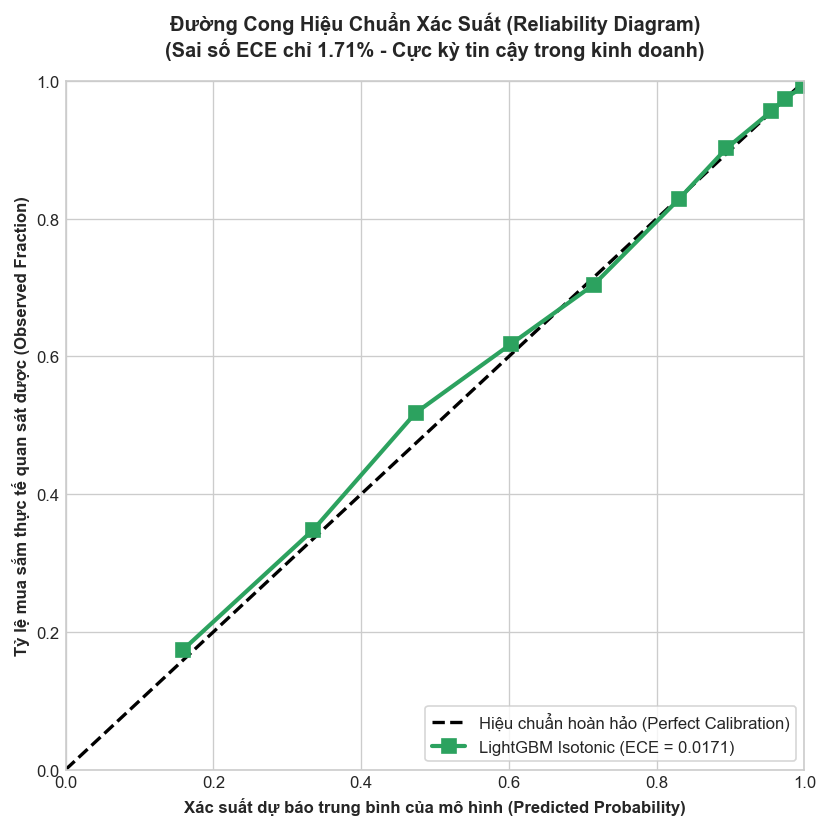 Đường Cong Hiệu Chuẩn Xác Suất (Reliability Diagram)
(Sai số ECE chỉ 1.71% - Cực kỳ tin cậy trong kinh doanh)
Tỷ lệ mua sắm thực tế quan sát được (Observed Fraction)
1.0
0.8
0.6
0.4
0.2
0.0
Hiệu chuẩn hoàn hảo (Perfect Calibration)
LightGBM Isotonic (ECE = 0.0171)
0.0 0.2 0.4 0.6 0.8 1.0
Xác suất dự báo trung bình của mô hình (Predicted Probability)